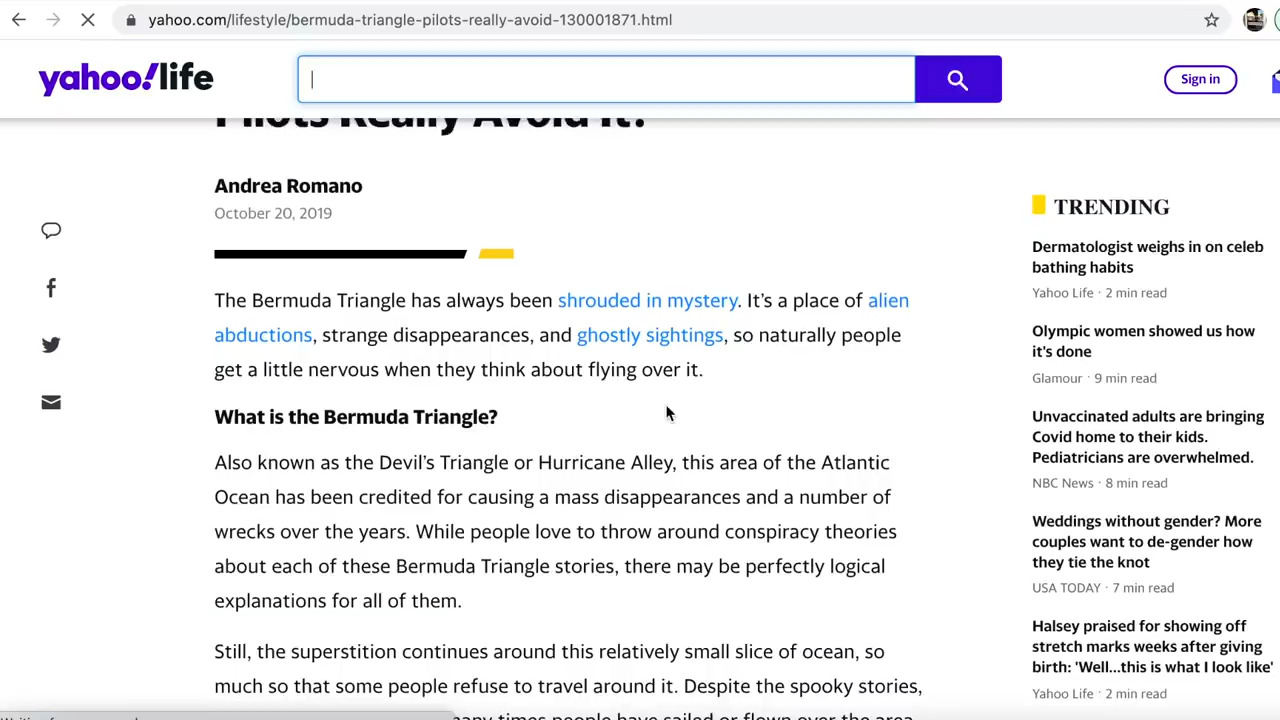 yahoo.com/lifestyle/bermuda-triangle-pilots-really-avoid-130001871.html
yahoo!life
Sign in
Pilots Really Avoid It?
Andrea Romano
October 20, 2019
The Bermuda Triangle has always been shrouded in mystery. It’s a place of alien
abductions, strange disappearances, and ghostly sightings, so naturally people
get a little nervous when they think about flying over it.
What is the Bermuda Triangle?
Also known as the Devil’s Triangle or Hurricane Alley, this area of the Atlantic
Ocean has been credited for causing a mass disappearances and a number of
wrecks over the years. While people love to throw around conspiracy theories
about each of these Bermuda Triangle stories, there may be perfectly logical
explanations for all of them.
Still, the superstition continues around this relatively small slice of ocean, so
much so that some people refuse to travel around it. Despite the spooky stories,
many times people have sailed or flown over the area
TRENDING
Dermatologist weighs in on celeb
bathing habits
Yahoo Life · 2 min read
Olympic women showed us how
it's done
Glamour · 9 min read
Unvaccinated adults are bringing
Covid home to their kids.
Pediatricians are overwhelmed.
NBC News · 8 min read
Weddings without gender? More
couples want to de-gender how
they tie the knot
USA TODAY · 7 min read
Halsey praised for showing off
stretch marks weeks after giving
birth: 'Well...this is what I look like'
Yahoo Life · 2 min read